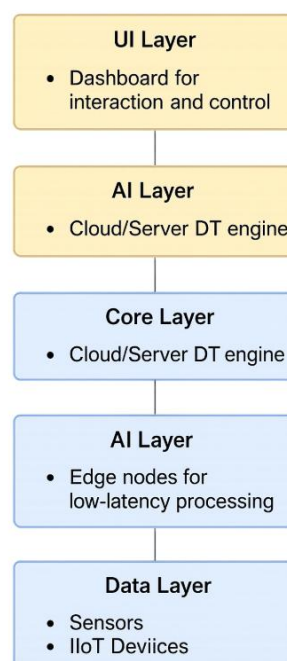 UI Layer
• Dashboard for
interaction and control
AI Layer
• Cloud/Server DT engine
Core Layer
• Cloud/Server DT engine
AI Layer
• Edge nodes for
low-latency processing
Data Layer
• Sensors
• IIoT Deviices